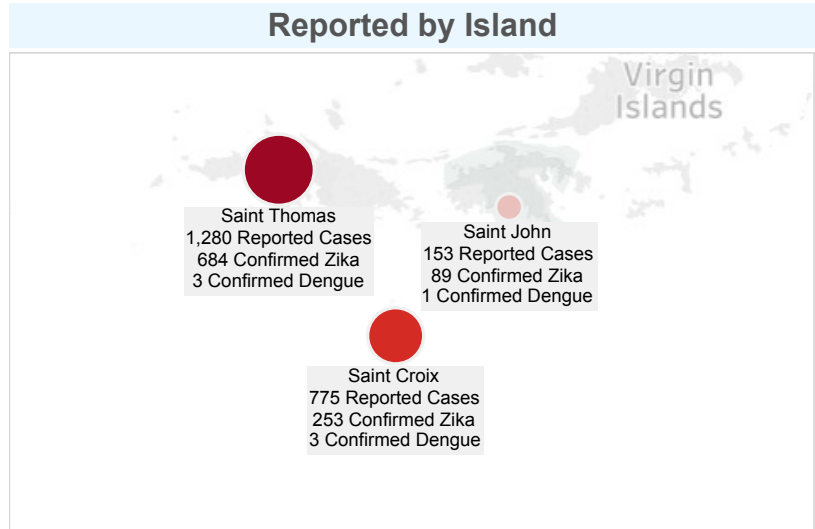 Reported by Island
Virgin
Islands
Saint Thomas
1,280 Reported Cases
684 Confirmed Zika
3 Confirmed Dengue
Saint John
153 Reported Cases
89 Confirmed Zika
1 Confirmed Dengue
Saint Croix
775 Reported Cases
253 Confirmed Zika
3 Confirmed Dengue